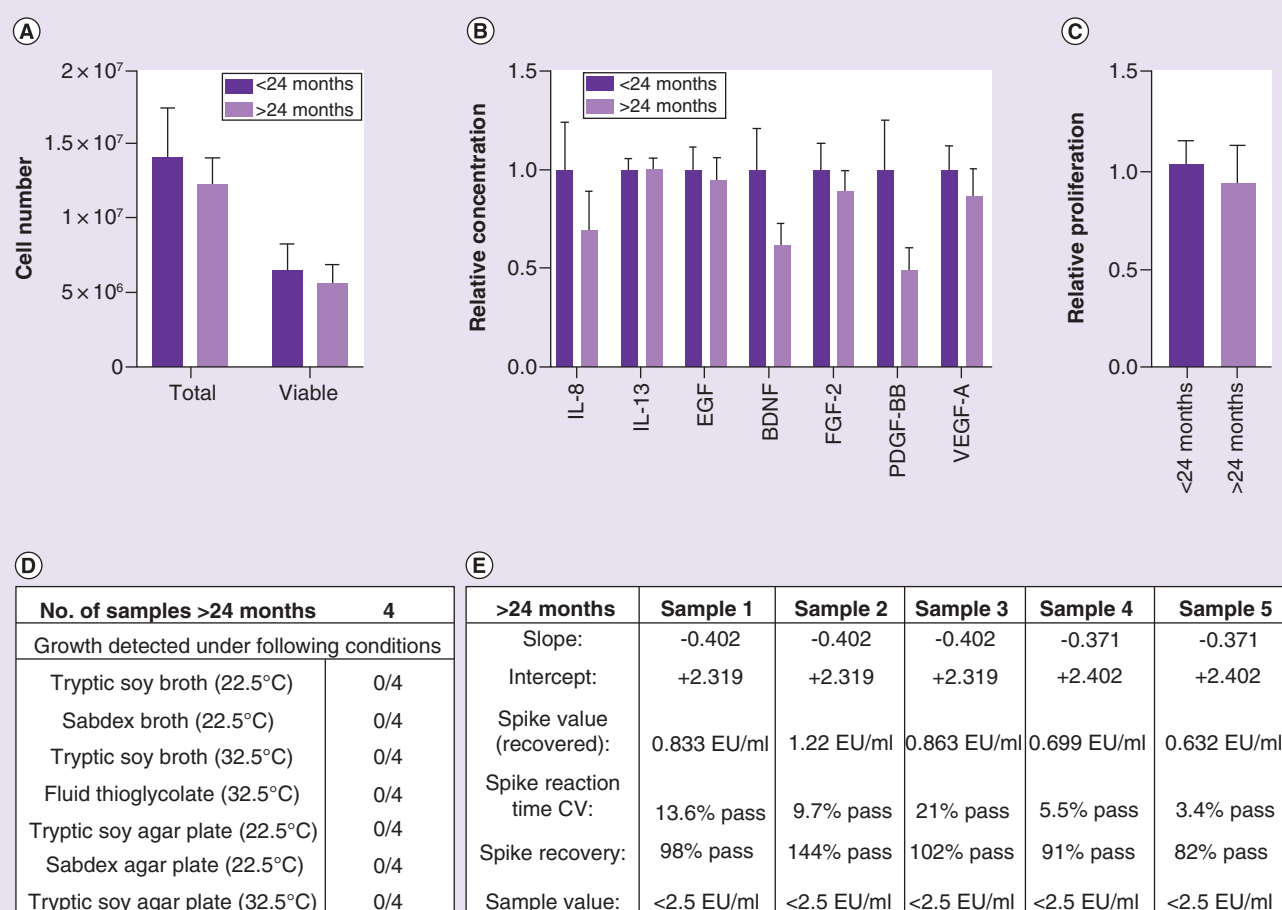 A
2 × 10⁷
1.5 × 10⁷
1 × 10⁷
5 × 10⁶
0
Cell number
<24 months
>24 months
Total
Viable
B
1.5
1.0
0.5
0.0
Relative concentration
<24 months
>24 months
IL-8
IL-13
EGF
BDNF
FGF-2
PDGF-BB
VEGF-A
C
1.5
1.0
0.5
0.0
Relative proliferation
<24 months
>24 months
D
No. of samples >24 months 4
Growth detected under following conditions
Tryptic soy broth (22.5°C) 0/4
Sabdex broth (22.5°C) 0/4
Tryptic soy broth (32.5°C) 0/4
Fluid thioglycolate (32.5°C) 0/4
Tryptic soy agar plate (22.5°C) 0/4
Sabdex agar plate (22.5°C) 0/4
Tryptic soy agar plate (32.5°C) 0/4
E
>24 months Sample 1 Sample 2 Sample 3 Sample 4 Sample 5
Slope: -0.402 -0.402 -0.402 -0.371 -0.371
Intercept: +2.319 +2.319 +2.319 +2.402 +2.402
Spike value
(recovered): 0.833 EU/ml 1.22 EU/ml 0.863 EU/ml 0.699 EU/ml 0.632 EU/ml
Spike reaction
time CV: 13.6% pass 9.7% pass 21% pass 5.5% pass 3.4% pass
Spike recovery: 98% pass 144% pass 102% pass 91% pass 82% pass
Sample value: <2.5 EU/ml <2.5 EU/ml <2.5 EU/ml <2.5 EU/ml <2.5 EU/ml